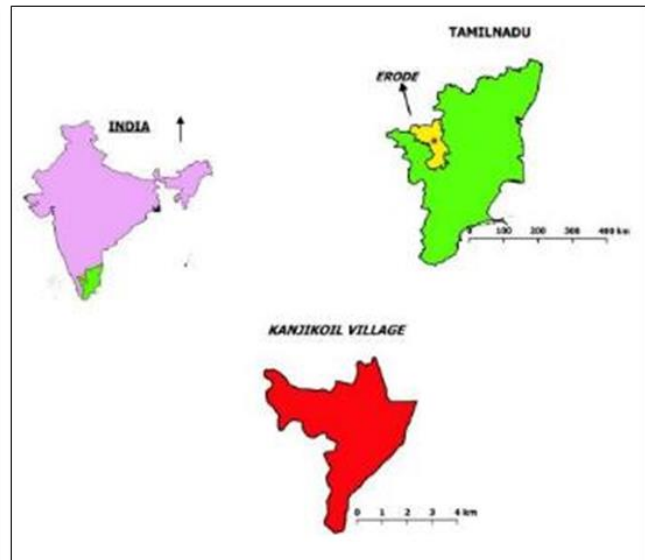 TAMILNADU
ERODE
INDIA
0 100 200 300 400 km
KANJIKOIL VILLAGE
0 1 2 3 4 km